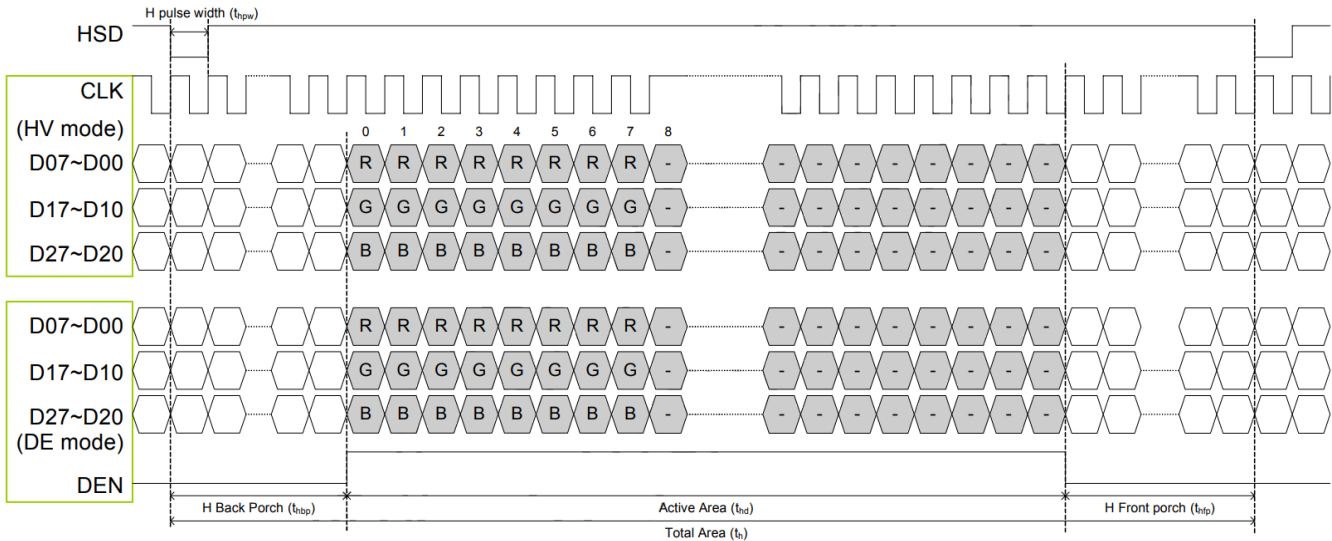 H pulse width (thpw)
HSD
CLK
(HV mode)
0 1 2 3 4 5 6 7 8
D07~D00 R R R R R R R R - - - - - - - - -
D17~D10 G G G G G G G G - - - - - - - - -
D27~D20 B B B B B B B B - - - - - - - - -
D07~D00 R R R R R R R R - - - - - - - - -
D17~D10 G G G G G G G G - - - - - - - - -
D27~D20 B B B B B B B B - - - - - - - - -
(DE mode)
DEN
H Back Porch (thbp) Active Area (thd) H Front porch (thfp)
Total Area (th)